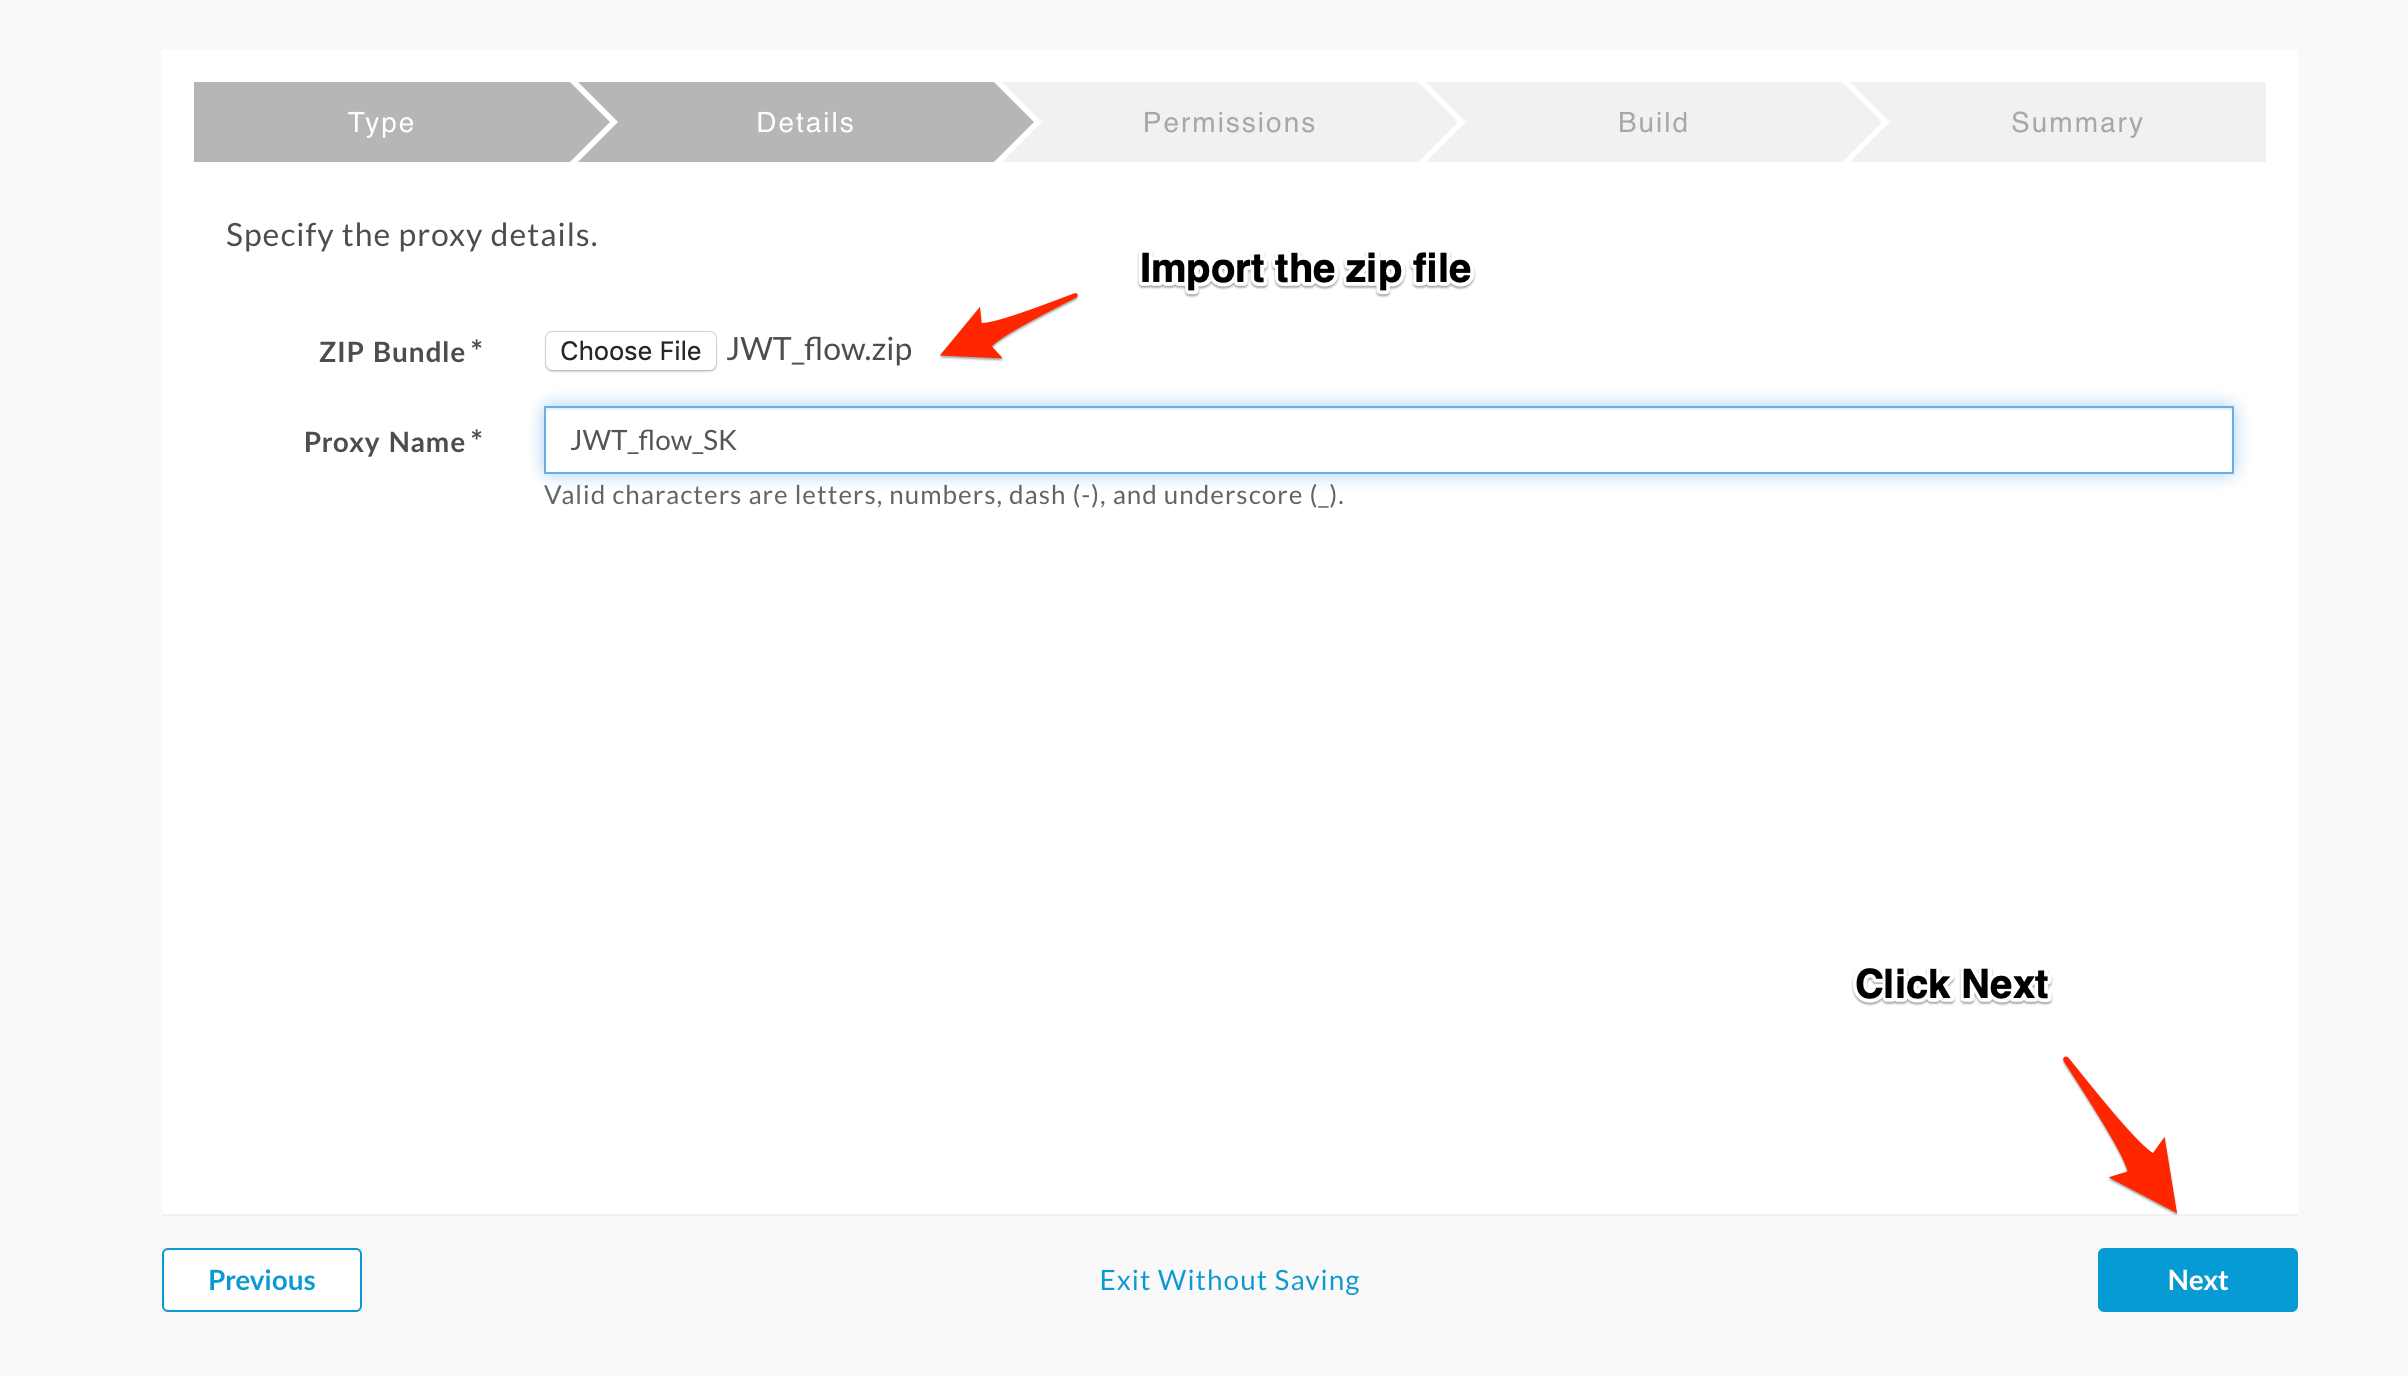 Type
Details
Permissions
Build
Summary
Specify the proxy details.
Import the zip file
ZIP Bundle*
Choose File JWT_flow.zip
Proxy Name*
JWT_flow_SK
Valid characters are letters, numbers, dash (-), and underscore (_).
Click Next
Previous
Exit Without Saving
Next